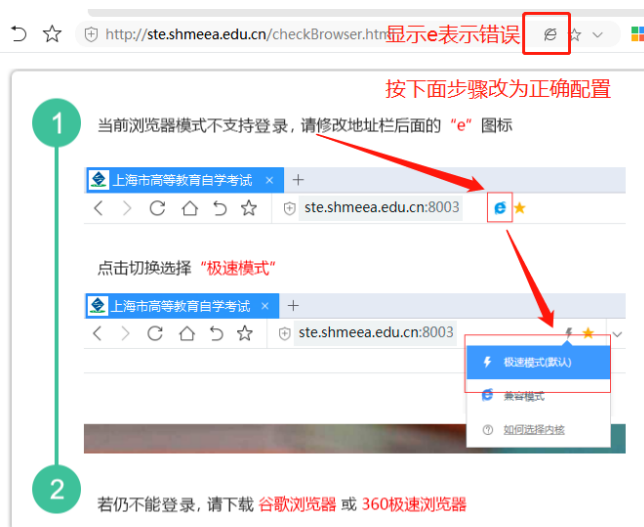 http://ste.shmeea.edu.cn/checkBrowser.htm
显示e表示错误
按下面步骤改为正确配置
1
当前浏览器模式不支持登录，请修改地址栏后面的“e”图标
上海市高等教育自学考试 × +
ste.shmeea.edu.cn:8003
点击切换选择“极速模式”
上海市高等教育自学考试 × +
ste.shmeea.edu.cn:8003
极速模式(默认)
兼容模式
如何选择内核
2
若仍不能登录，请下载 谷歌浏览器 或 360极速浏览器